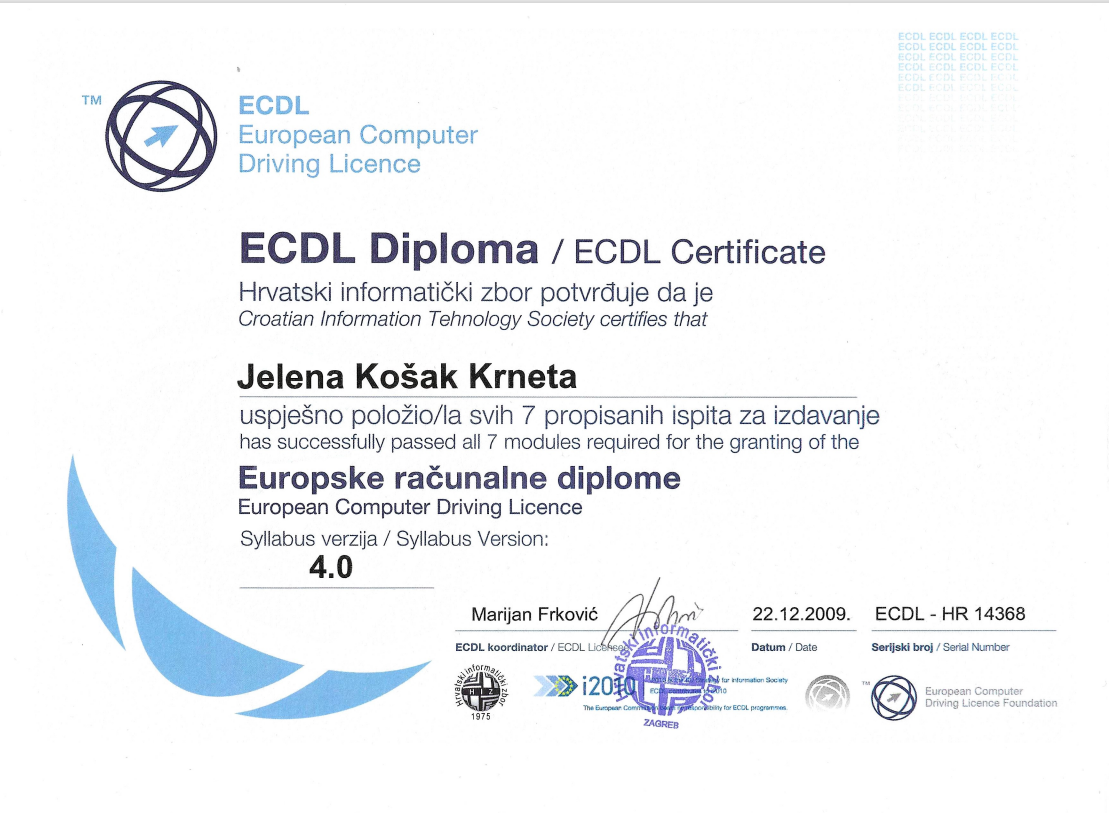 ECDL ECDL ECDL ECDL
ECDL ECDL ECDL ECDL
ECDL ECDL ECDL ECDL
ECDL ECDL ECDL ECDL
ECDL ECDL ECDL ECDL
ECDL ECDL ECDL ECDL
TM
ECDL
European Computer
Driving Licence
ECDL Diploma / ECDL Certificate
Hrvatski informatički zbor potvrđuje da je
Croatian Information Tehnology Society certifies that
Jelena Košak Krneta
uspješno položio/la svih 7 propisanih ispita za izdavanje
has successfully passed all 7 modules required for the granting of the
Europske računalne diplome
European Computer Driving Licence
Syllabus verzija / Syllabus Version:
4.0
Marijan Frković
22.12.2009.
ECDL - HR 14368
ECDL koordinator / ECDL
Datum / Date
Serijski broj / Serial Number
Hrvatski informatički zbor
HIZ
1975
i2010
for Information Society
ECDL
2010
The European responsibility for ECDL programmes.
Hrvatski informatički zbor
ZAGREB
TM
European Computer
Driving Licence Foundation